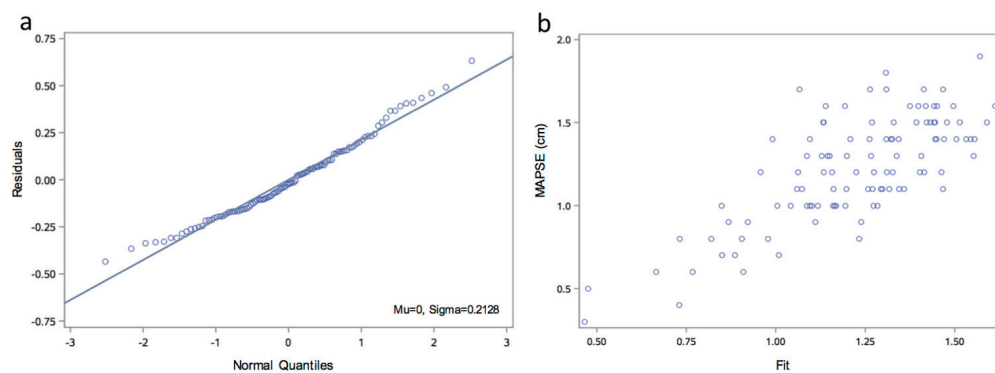 a
0.75
0.50
0.25
0.00
-0.25
-0.50
-0.75
Residuals
Mu=0, Sigma=0.2128
-3 -2 -1 0 1 2 3
Normal Quantiles
b
2.0
1.5
1.0
0.5
MAPSE (cm)
0.50 0.75 1.00 1.25 1.50
Fit